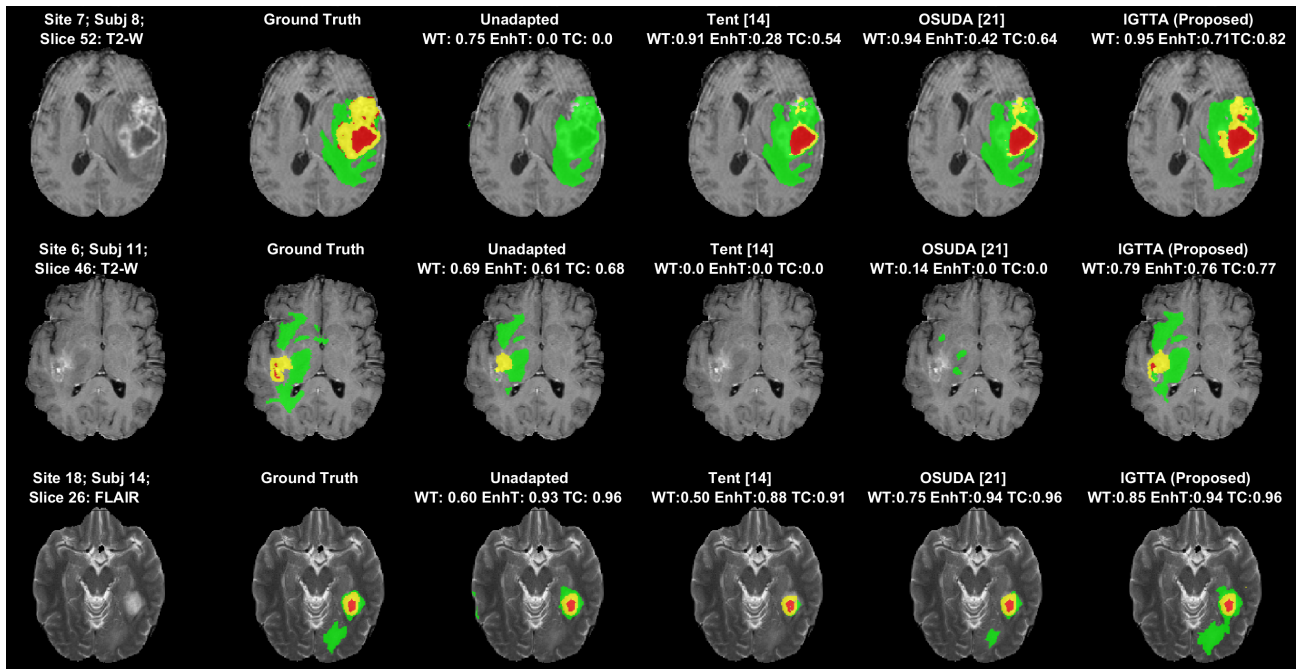 Site 7; Subj 8;
Slice 52: T2-W
Ground Truth
Unadapted
WT: 0.75 EnhT: 0.0 TC: 0.0
Tent [14]
WT:0.91 EnhT:0.28 TC:0.54
OSUDA [21]
WT:0.94 EnhT:0.42 TC:0.64
IGTTA (Proposed)
WT: 0.95 EnhT:0.71TC:0.82
Site 6; Subj 11;
Slice 46: T2-W
Ground Truth
Unadapted
WT: 0.69 EnhT: 0.61 TC: 0.68
Tent [14]
WT:0.0 EnhT:0.0 TC:0.0
OSUDA [21]
WT:0.14 EnhT:0.0 TC:0.0
IGTTA (Proposed)
WT:0.79 EnhT:0.76 TC:0.77
Site 18; Subj 14;
Slice 26: FLAIR
Ground Truth
Unadapted
WT: 0.60 EnhT: 0.93 TC: 0.96
Tent [14]
WT:0.50 EnhT:0.88 TC:0.91
OSUDA [21]
WT:0.75 EnhT:0.94 TC:0.96
IGTTA (Proposed)
WT:0.85 EnhT:0.94 TC:0.96